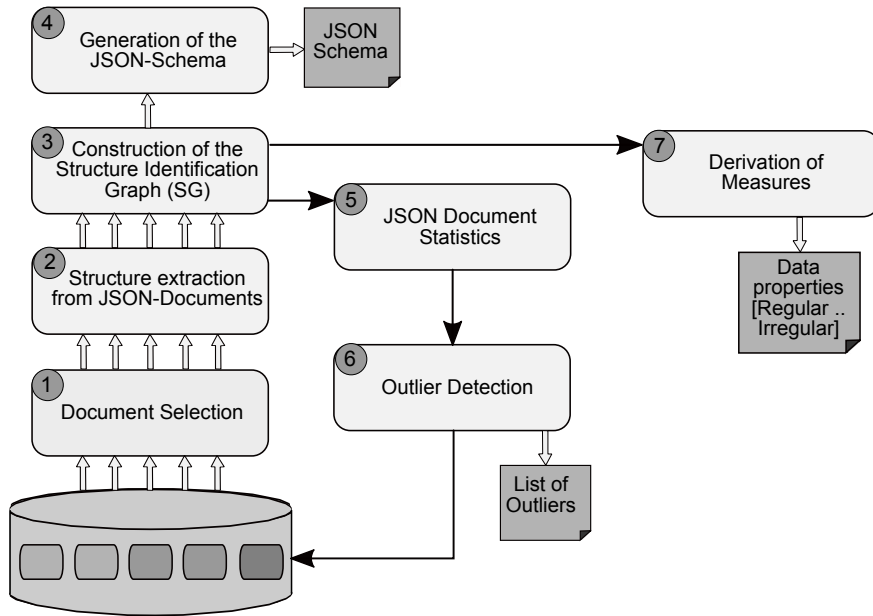 4
Generation of the
JSON-Schema
JSON
Schema
3
Construction of the
Structure Identification
Graph (SG)
7
Derivation of
Measures
5
JSON Document
Statistics
2
Structure extraction
from JSON-Documents
Data
properties
[Regular ..
Irregular]
6
Outlier Detection
1
Document Selection
List of
Outliers